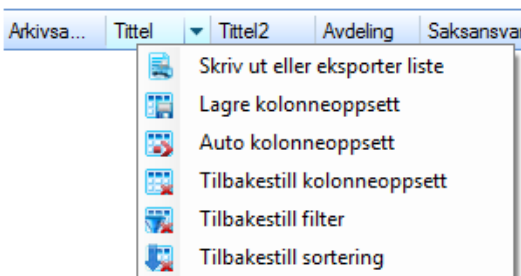 Arkivsa... Tittel Tittel2 Avdeling Saksansvar
Skriv ut eller eksporter liste
Lagre kolonneoppsett
Auto kolonneoppsett
Tilbakestill kolonneoppsett
Tilbakestill filter
Tilbakestill sortering